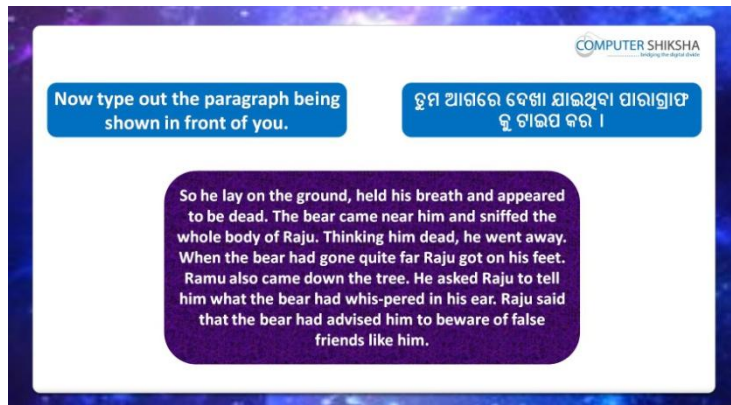 COMPUTER SHIKSHA
bridging the digital divide
Now type out the paragraph being
shown in front of you.
ତୁମ ଆଗରେ ଦେଖା ଯାଇଥିବା ପାରାଗ୍ରାଫ
କୁ ଟାଇପ କର ।
So he lay on the ground, held his breath and appeared
to be dead. The bear came near him and sniffed the
whole body of Raju. Thinking him dead, he went away.
When the bear had gone quite far Raju got on his feet.
Ramu also came down the tree. He asked Raju to tell
him what the bear had whis-pered in his ear. Raju said
that the bear had advised him to beware of false
friends like him.